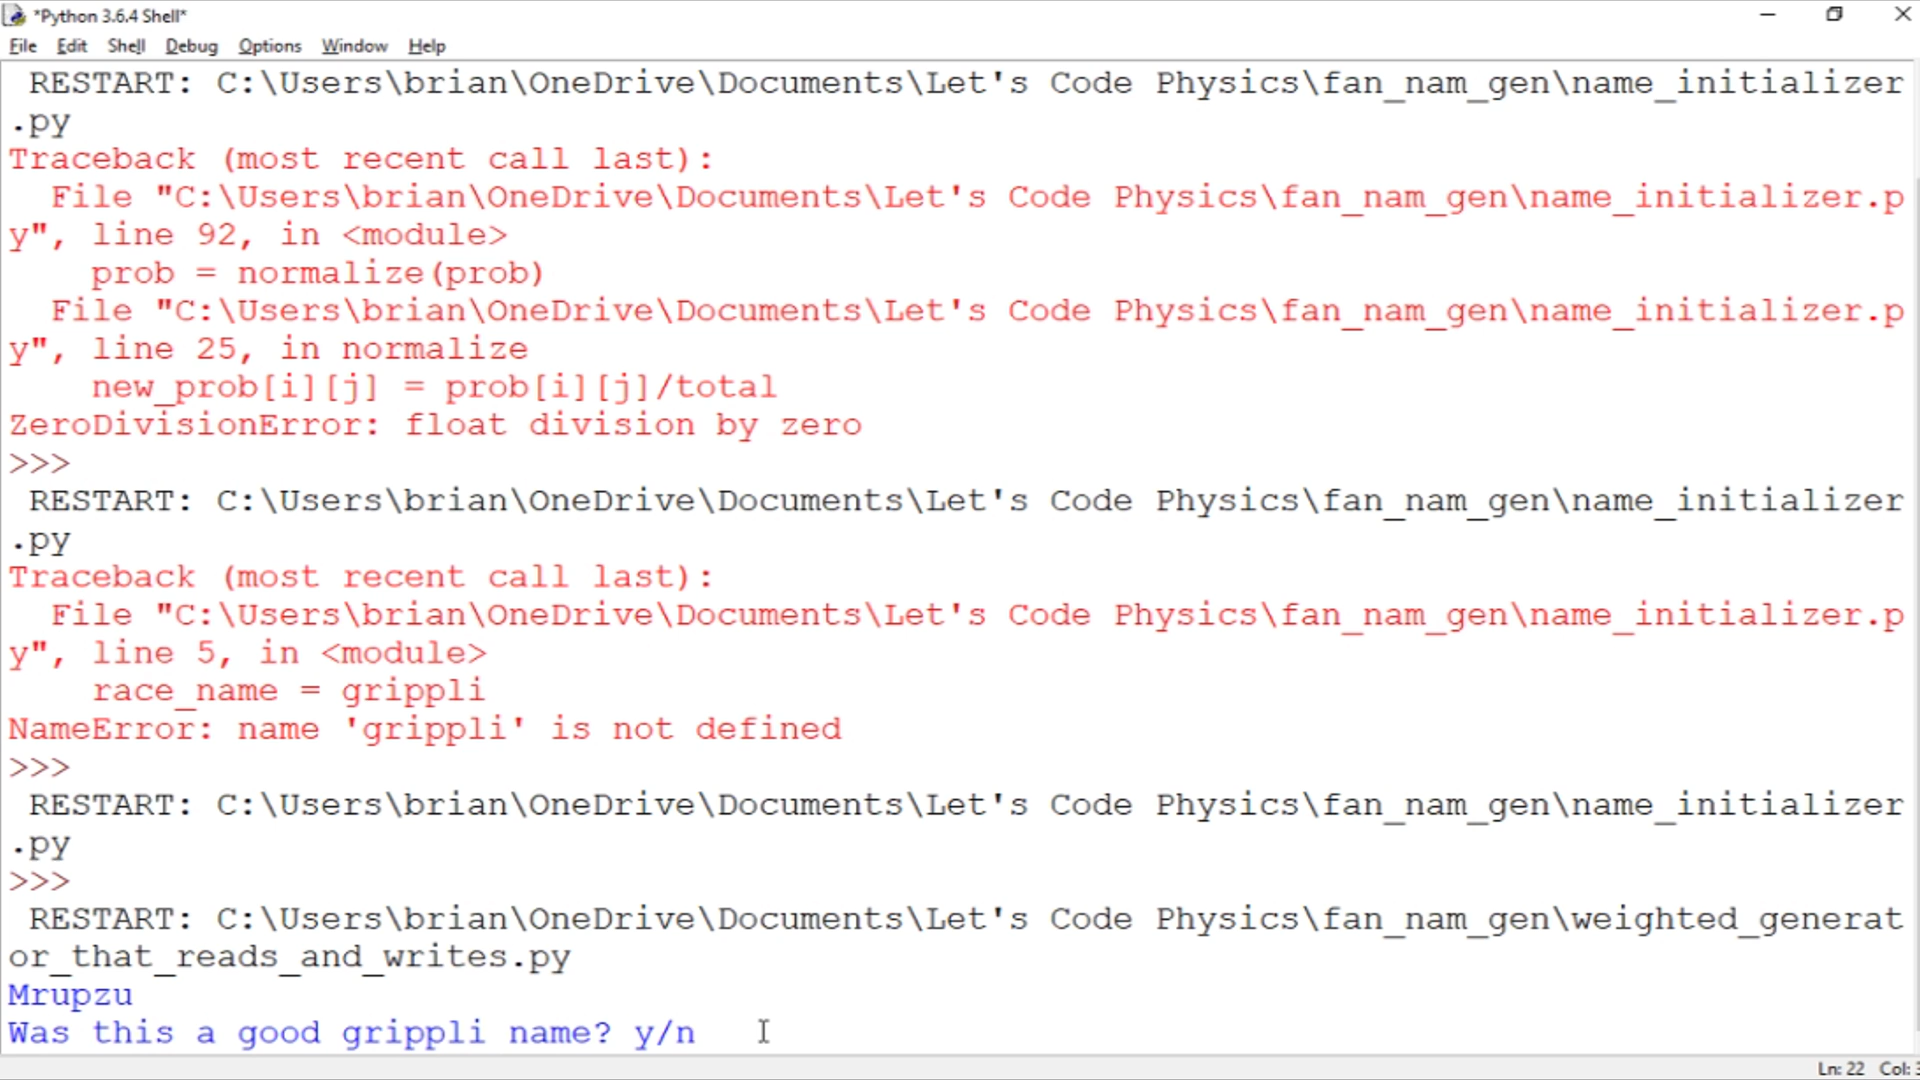 *Python 3.6.4 Shell*
File Edit Shell Debug Options Window Help
RESTART: C:\Users\brian\OneDrive\Documents\Let's Code Physics\fan_nam_gen\name_initializer
.py
Traceback (most recent call last):
File "C:\Users\brian\OneDrive\Documents\Let's Code Physics\fan_nam_gen\name_initializer.p
y", line 92, in <module>
prob = normalize(prob)
File "C:\Users\brian\OneDrive\Documents\Let's Code Physics\fan_nam_gen\name_initializer.p
y", line 25, in normalize
new_prob[i][j] = prob[i][j]/total
ZeroDivisionError: float division by zero
>>>
RESTART: C:\Users\brian\OneDrive\Documents\Let's Code Physics\fan_nam_gen\name_initializer
.py
Traceback (most recent call last):
File "C:\Users\brian\OneDrive\Documents\Let's Code Physics\fan_nam_gen\name_initializer.p
y", line 5, in <module>
race_name = grippli
NameError: name 'grippli' is not defined
>>>
RESTART: C:\Users\brian\OneDrive\Documents\Let's Code Physics\fan_nam_gen\name_initializer
.py
>>>
RESTART: C:\Users\brian\OneDrive\Documents\Let's Code Physics\fan_nam_gen\weighted_generat
or_that_reads_and_writes.py
Mrupzu
Was this a good grippli name? y/n
Ln: 22 Col: